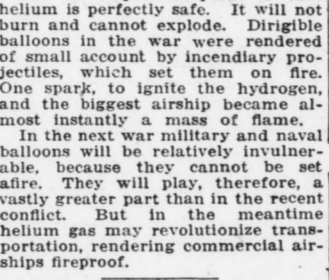 helium is perfectly safe. It will not
burn and cannot explode. Dirigible
balloons in the war were rendered
of small account by incendiary pro-
jectiles, which set them on fire.
One spark, to ignite the hydrogen,
and the biggest airship became al-
most instantly a mass of flame.
In the next war military and naval
balloons will be relatively invulner-
able, because they cannot be set
afire. They will play, therefore, a
vastly greater part than in the recent
conflict. But in the meantime
helium gas may revolutionize trans-
portation, rendering commercial air-
ships fireproof.